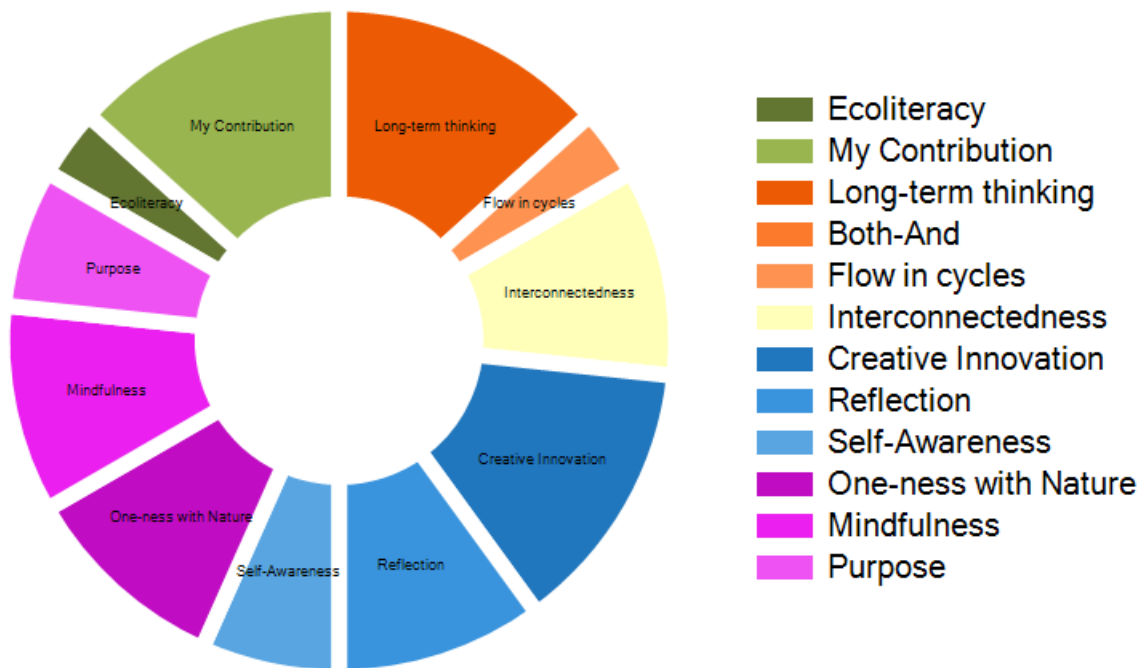 My Contribution
Long-term thinking
Ecoliteracy
Flow in cycles
Purpose
Interconnectedness
Mindfulness
Creative Innovation
One-ness with Nature
Self-Awareness
Reflection
Ecoliteracy
My Contribution
Long-term thinking
Both-And
Flow in cycles
Interconnectedness
Creative Innovation
Reflection
Self-Awareness
One-ness with Nature
Mindfulness
Purpose